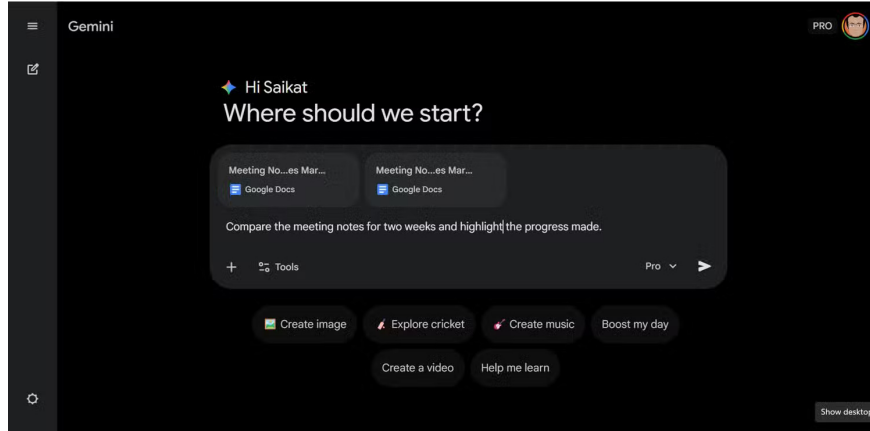 Gemini
PRO
Hi Saikat
Where should we start?
Meeting No...es Mar...
Google Docs
Meeting No...es Mar...
Google Docs
Compare the meeting notes for two weeks and highlight the progress made.
Tools
Pro
Create image
Explore cricket
Create music
Boost my day
Create a video
Help me learn
Show desktop